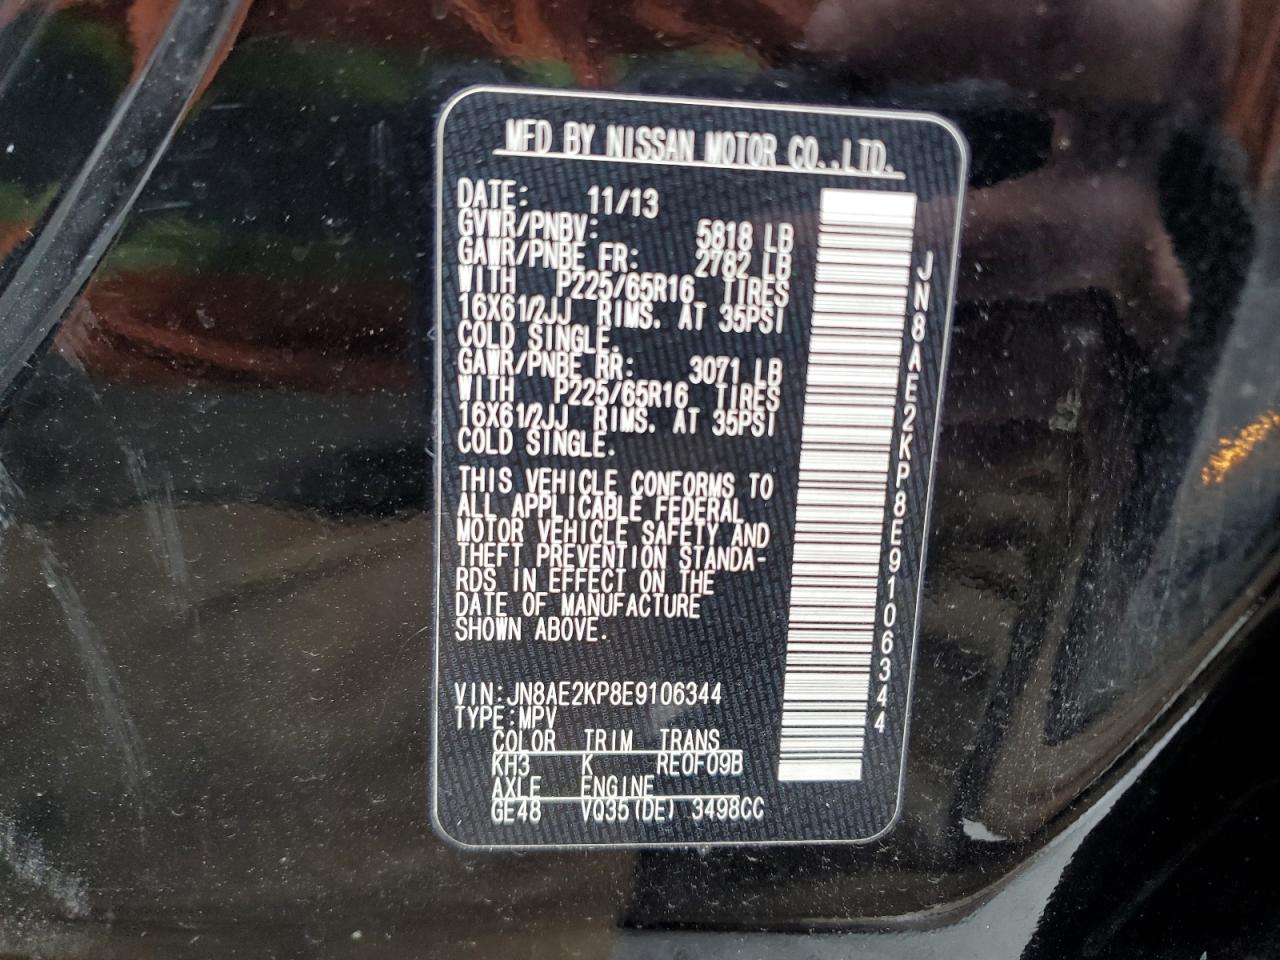 MFD BY NISSAN MOTOR CO.,LTD.
DATE: 11/13
GVWR/PNBV: 5818 LB
GAWR/PNBE FR: 2782 LB
WITH P225/65R16 TIRES
16X61/2JJ RIMS. AT 35PSI
COLD SINGLE.
GAWR/PNBE RR: 3071 LB
WITH P225/65R16 TIRES
16X61/2JJ RIMS. AT 35PSI
COLD SINGLE.
THIS VEHICLE CONFORMS TO
ALL APPLICABLE FEDERAL
MOTOR VEHICLE SAFETY AND
THEFT PREVENTION STANDA-
RDS IN EFFECT ON THE
DATE OF MANUFACTURE
SHOWN ABOVE.
VIN:JN8AE2KP8E9106344
TYPE:MPV
COLOR TRIM TRANS
KH3 K RE0F09B
AXLE ENGINE
GE48 VQ35(DE) 3498CC
JN8AE2KP8E9106344